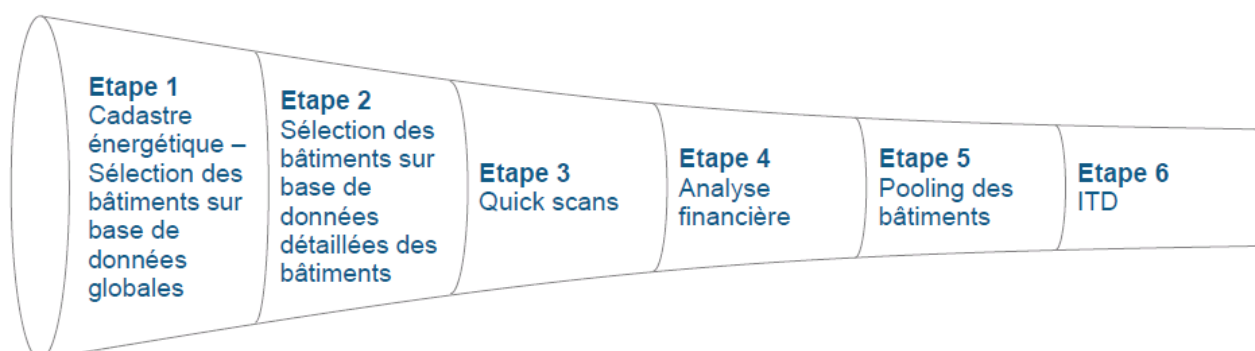 Etape 1
Cadastre
énergétique –
Sélection des
bâtiments sur
base de
données
globales
Etape 2
Sélection des
bâtiments sur
base de
données
détaillées des
bâtiments
Etape 3
Quick scans
Etape 4
Analyse
financière
Etape 5
Pooling des
bâtiments
Etape 6
ITD